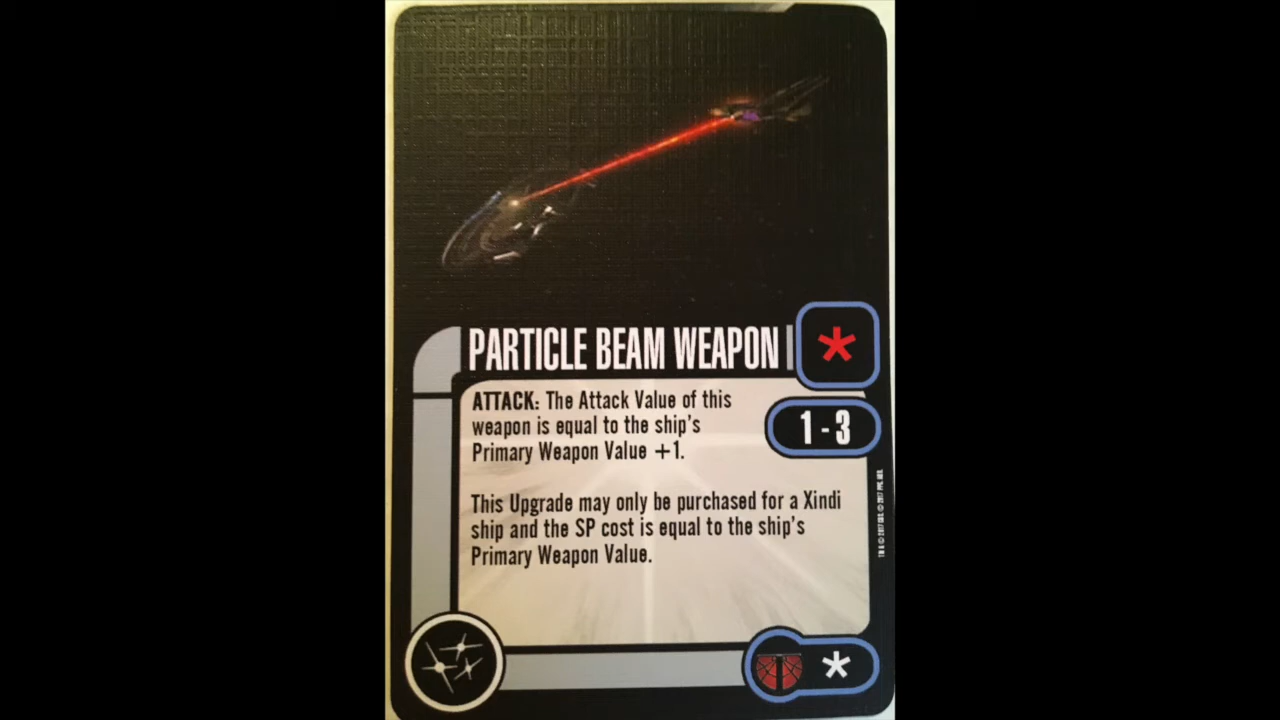 PARTICLE BEAM WEAPON
*
ATTACK: The Attack Value of this
weapon is equal to the ship's
Primary Weapon Value +1.
1 - 3
This Upgrade may only be purchased for a Xindi
ship and the SP cost is equal to the ship's
Primary Weapon Value.
*